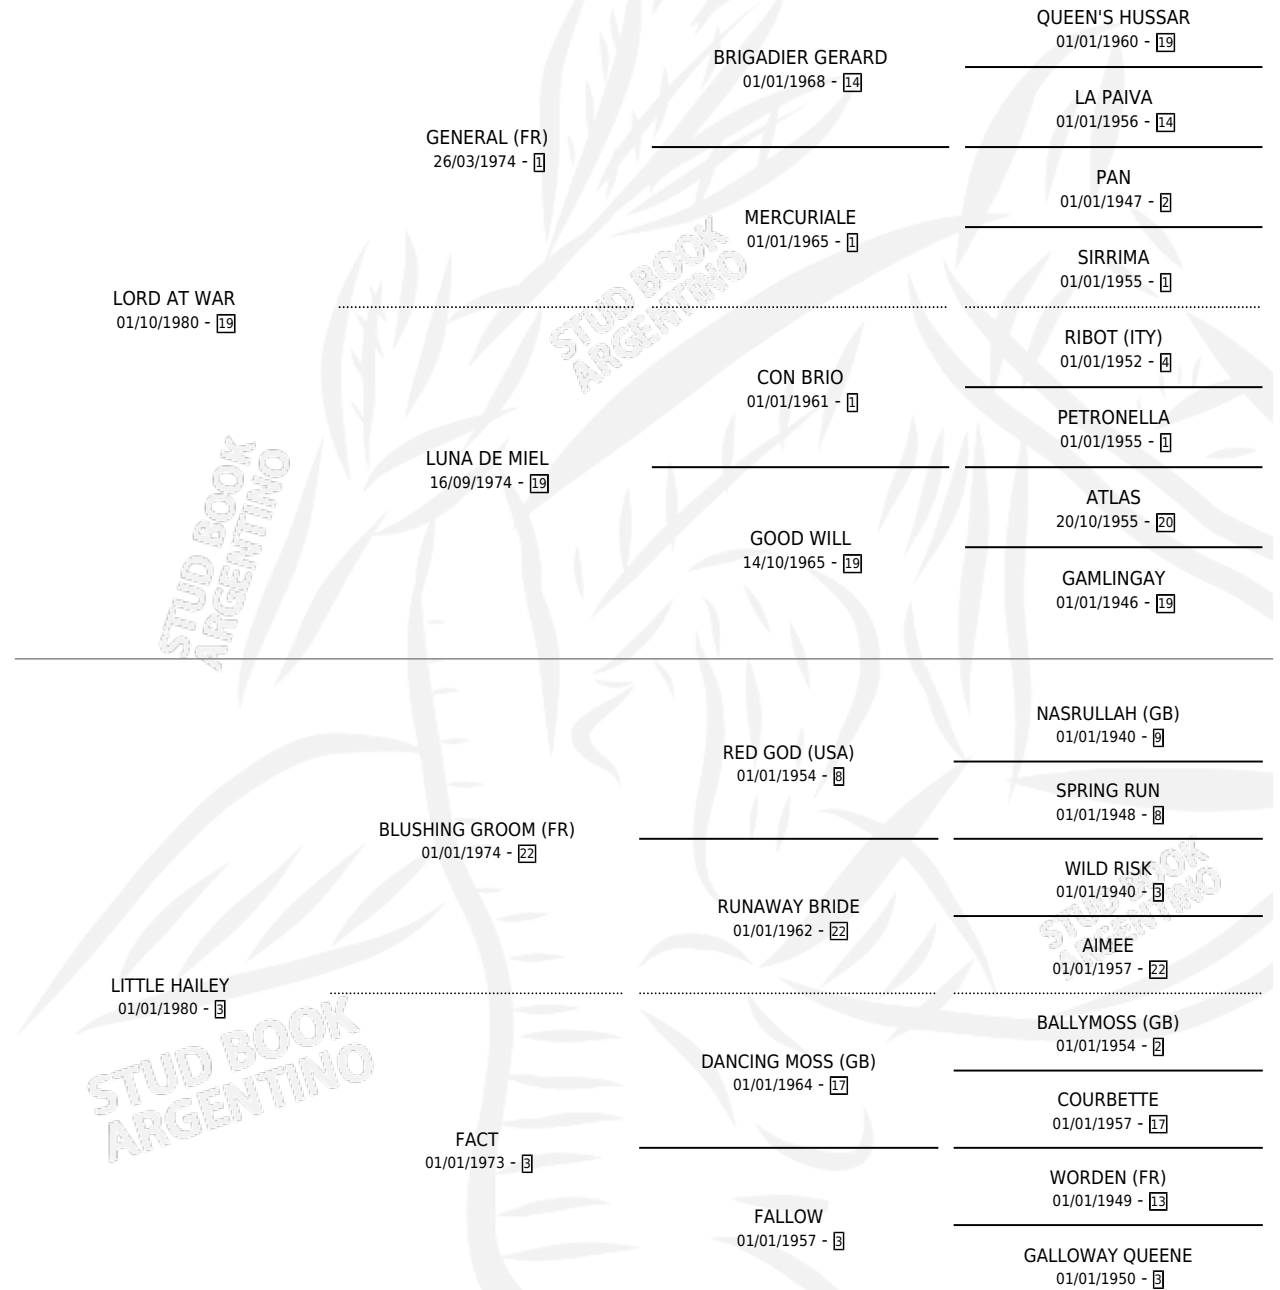 QUEEN'S HUSSAR
01/01/1960 - 19
BRIGADIER GERARD
01/01/1968 - 14
LA PAIVA
01/01/1956 - 14
GENERAL (FR)
26/03/1974 - 1
PAN
01/01/1947 - 2
MERCURIALE
01/01/1965 - 1
SIRRIMA
01/01/1955 - 1
LORD AT WAR
01/10/1980 - 19
RIBOT (ITY)
01/01/1952 - 4
CON BRIO
01/01/1961 - 1
PETRONELLA
01/01/1955 - 1
LUNA DE MIEL
16/09/1974 - 19
ATLAS
20/10/1955 - 20
GOOD WILL
14/10/1965 - 19
GAMLINGAY
01/01/1946 - 19
NASRULLAH (GB)
01/01/1940 - 9
RED GOD (USA)
01/01/1954 - 8
SPRING RUN
01/01/1948 - 8
BLUSHING GROOM (FR)
01/01/1974 - 22
WILD RISK
01/01/1940 - 3
RUNAWAY BRIDE
01/01/1962 - 22
AIMEE
01/01/1957 - 22
LITTLE HAILEY
01/01/1980 - 3
BALLYMOSS (GB)
01/01/1954 - 2
DANCING MOSS (GB)
01/01/1964 - 17
COURBETTE
01/01/1957 - 17
FACT
01/01/1973 - 3
WORDEN (FR)
01/01/1949 - 13
FALLOW
01/01/1957 - 3
GALLOWAY QUEENE
01/01/1950 - 3
STUD BOOK
ARGENTINO
STUD BOOK
ARGENTINO
STUD BOOK
ARGENTINO
STUD BOOK
ARGENTINO